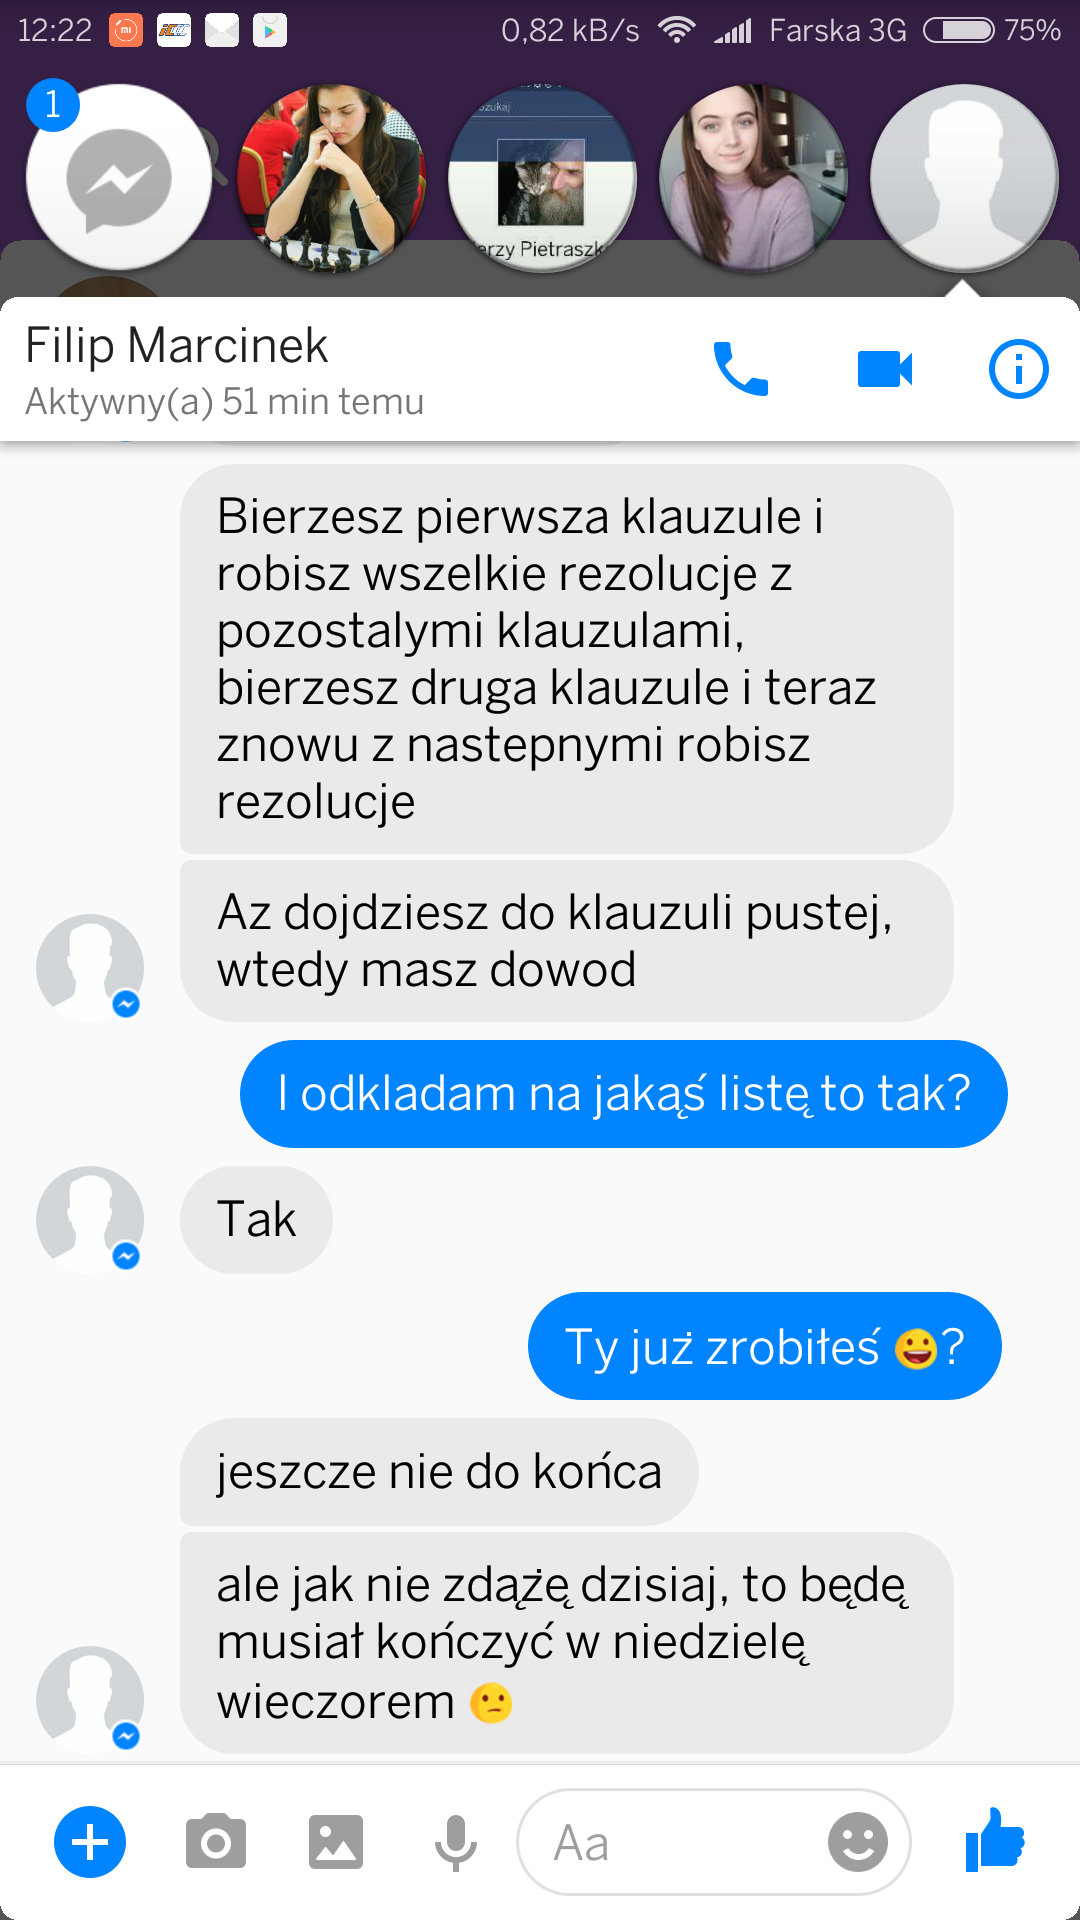 12:22 0,82 kB/s Farska 3G 75%
1
erzy Pietraszk
Filip Marcinek
Aktywny(a) 51 min temu
Bierzesz pierwsza klauzule i
robisz wszelkie rezolucje z
pozostalymi klauzulami,
bierzesz druga klauzule i teraz
znowu z nastepnymi robisz
rezolucje
Az dojdziesz do klauzuli pustej,
wtedy masz dowod
I odkladam na jakąś listę to tak?
Tak
Ty już zrobiłeś 😃?
jeszcze nie do końca
ale jak nie zdążę dzisiaj, to będę
musiał kończyć w niedzielę
wieczorem 😕
Aa